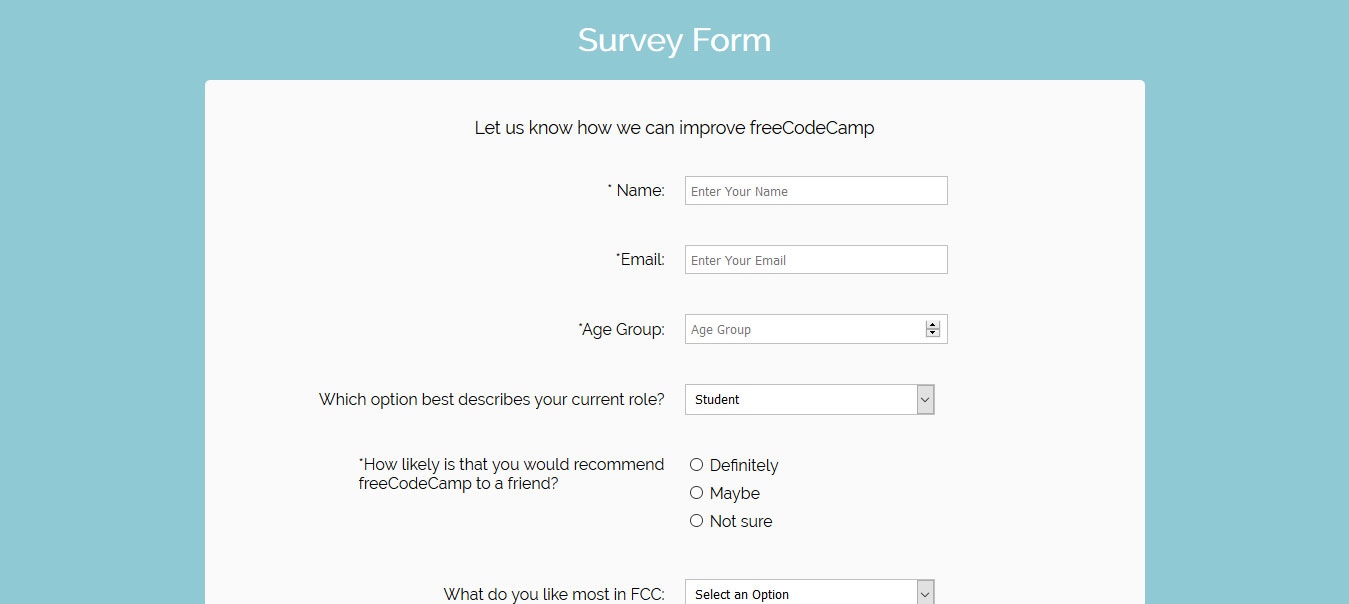 Survey Form
Let us know how we can improve freeCodeCamp
* Name:
Enter Your Name
*Email:
Enter Your Email
*Age Group:
Age Group
Which option best describes your current role?
Student
*How likely is that you would recommend
freeCodeCamp to a friend?
Definitely
Maybe
Not sure
What do you like most in FCC:
Select an Option